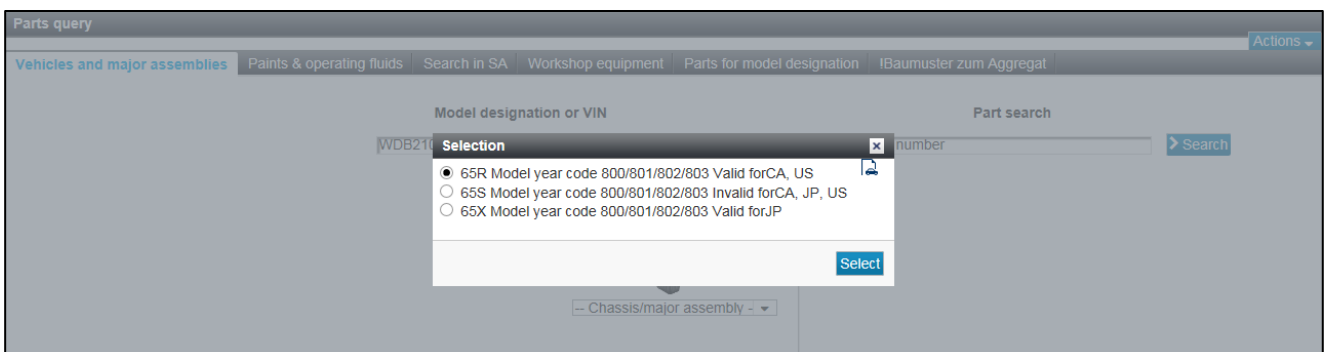 Parts query
Actions
Vehicles and major assemblies Paints & operating fluids Search in SA Workshop equipment Parts for model designation !Baumuster zum Aggregat
Model designation or VIN Part search
WDB210 number Search
Selection
65R Model year code 800/801/802/803 Valid forCA, US
65S Model year code 800/801/802/803 Invalid forCA, JP, US
65X Model year code 800/801/802/803 Valid forJP
Select
-- Chassis/major assembly -